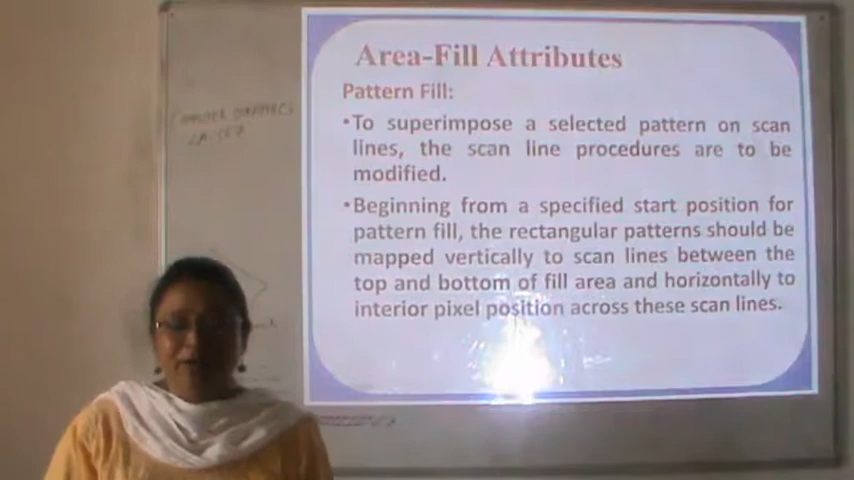 Area-Fill Attributes
Pattern Fill:
•To superimpose a selected pattern on scan
lines, the scan line procedures are to be
modified.
•Beginning from a specified start position for
pattern fill, the rectangular patterns should be
mapped vertically to scan lines between the
top and bottom of fill area and horizontally to
interior pixel position across these scan lines.